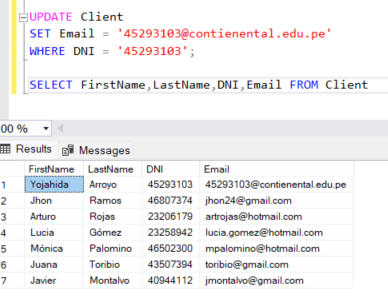 UPDATE Client
SET Email = '45293103@contienental.edu.pe'
WHERE DNI = '45293103';
SELECT FirstName,LastName,DNI,Email FROM Client
00 %
Results Messages
FirstName LastName DNI Email
1 Yojahida Arroyo 45293103 45293103@contienental.edu.pe
2 Jhon Ramos 46807374 jhon24@gmail.com
3 Arturo Rojas 23206179 artrojas@hotmail.com
4 Lucia Gómez 23258942 lucia.gomez@hotmail.com
5 Mónica Palomino 46502300 mpalomino@hotmail.com
6 Juana Toribio 43507394 toribio@gmail.com
7 Javier Montalvo 40944112 jmontalvo@gmail.com